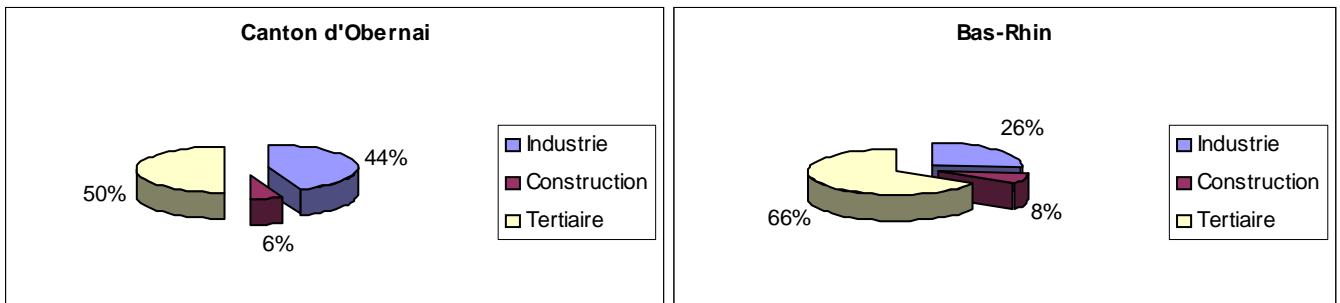 Canton d'Obernai
44%
50%
6%
Industrie
Construction
Tertiaire
Bas-Rhin
26%
66%
8%
Industrie
Construction
Tertiaire